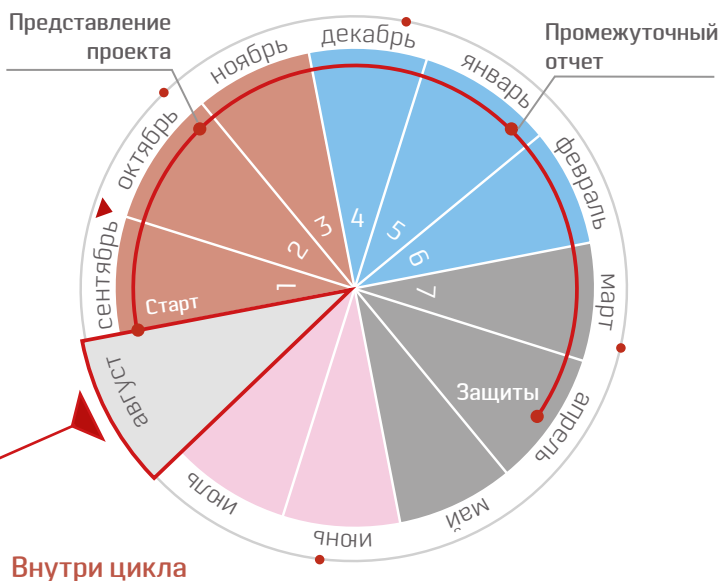 Представление
проекта
Промежуточный
отчет
декабрь
январь
февраль
март
апрель
май
июнь
июль
август
сентябрь
октябрь
ноябрь
1
2
3
4
5
6
7
Старт
Защиты
Внутри цикла